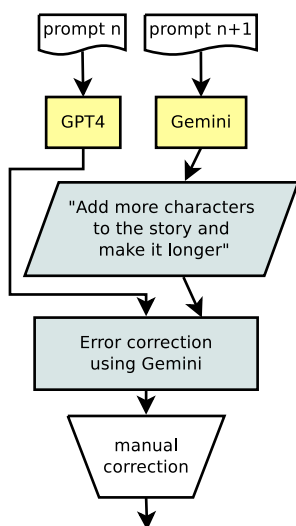 prompt n
prompt n+1
GPT4
Gemini
"Add more characters
to the story and
make it longer"
Error correction
using Gemini
manual
correction